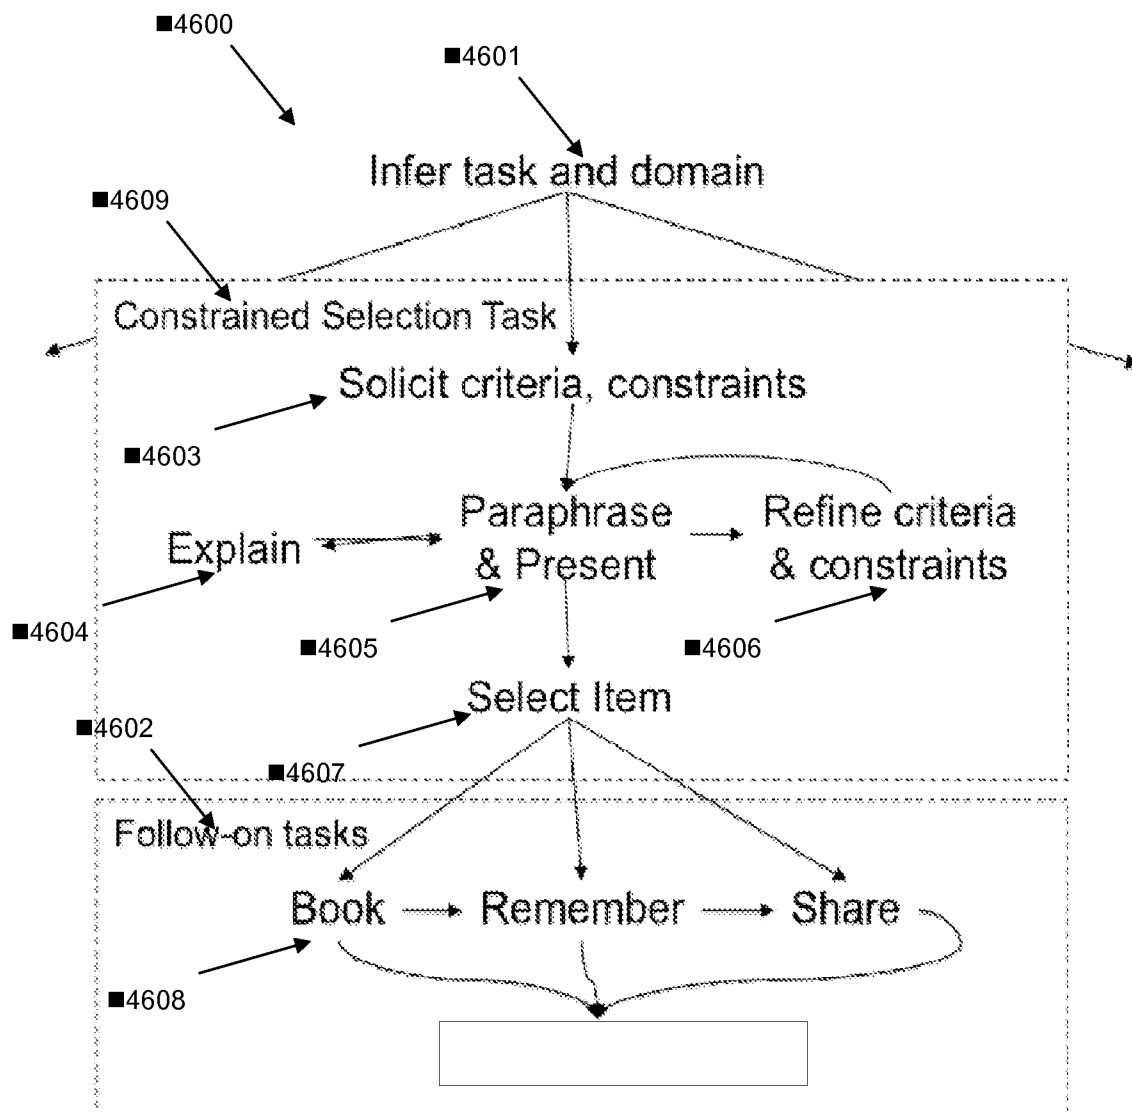 ■4600
■4601
Infer task and domain
■4609
Constrained Selection Task
Solicit criteria, constraints
■4603
Paraphrase
& Present
Refine criteria
& constraints
Explain
■4604
■4605
■4606
Select Item
■4602
■4607
Follow-on tasks
Book
Remember
Share
■4608